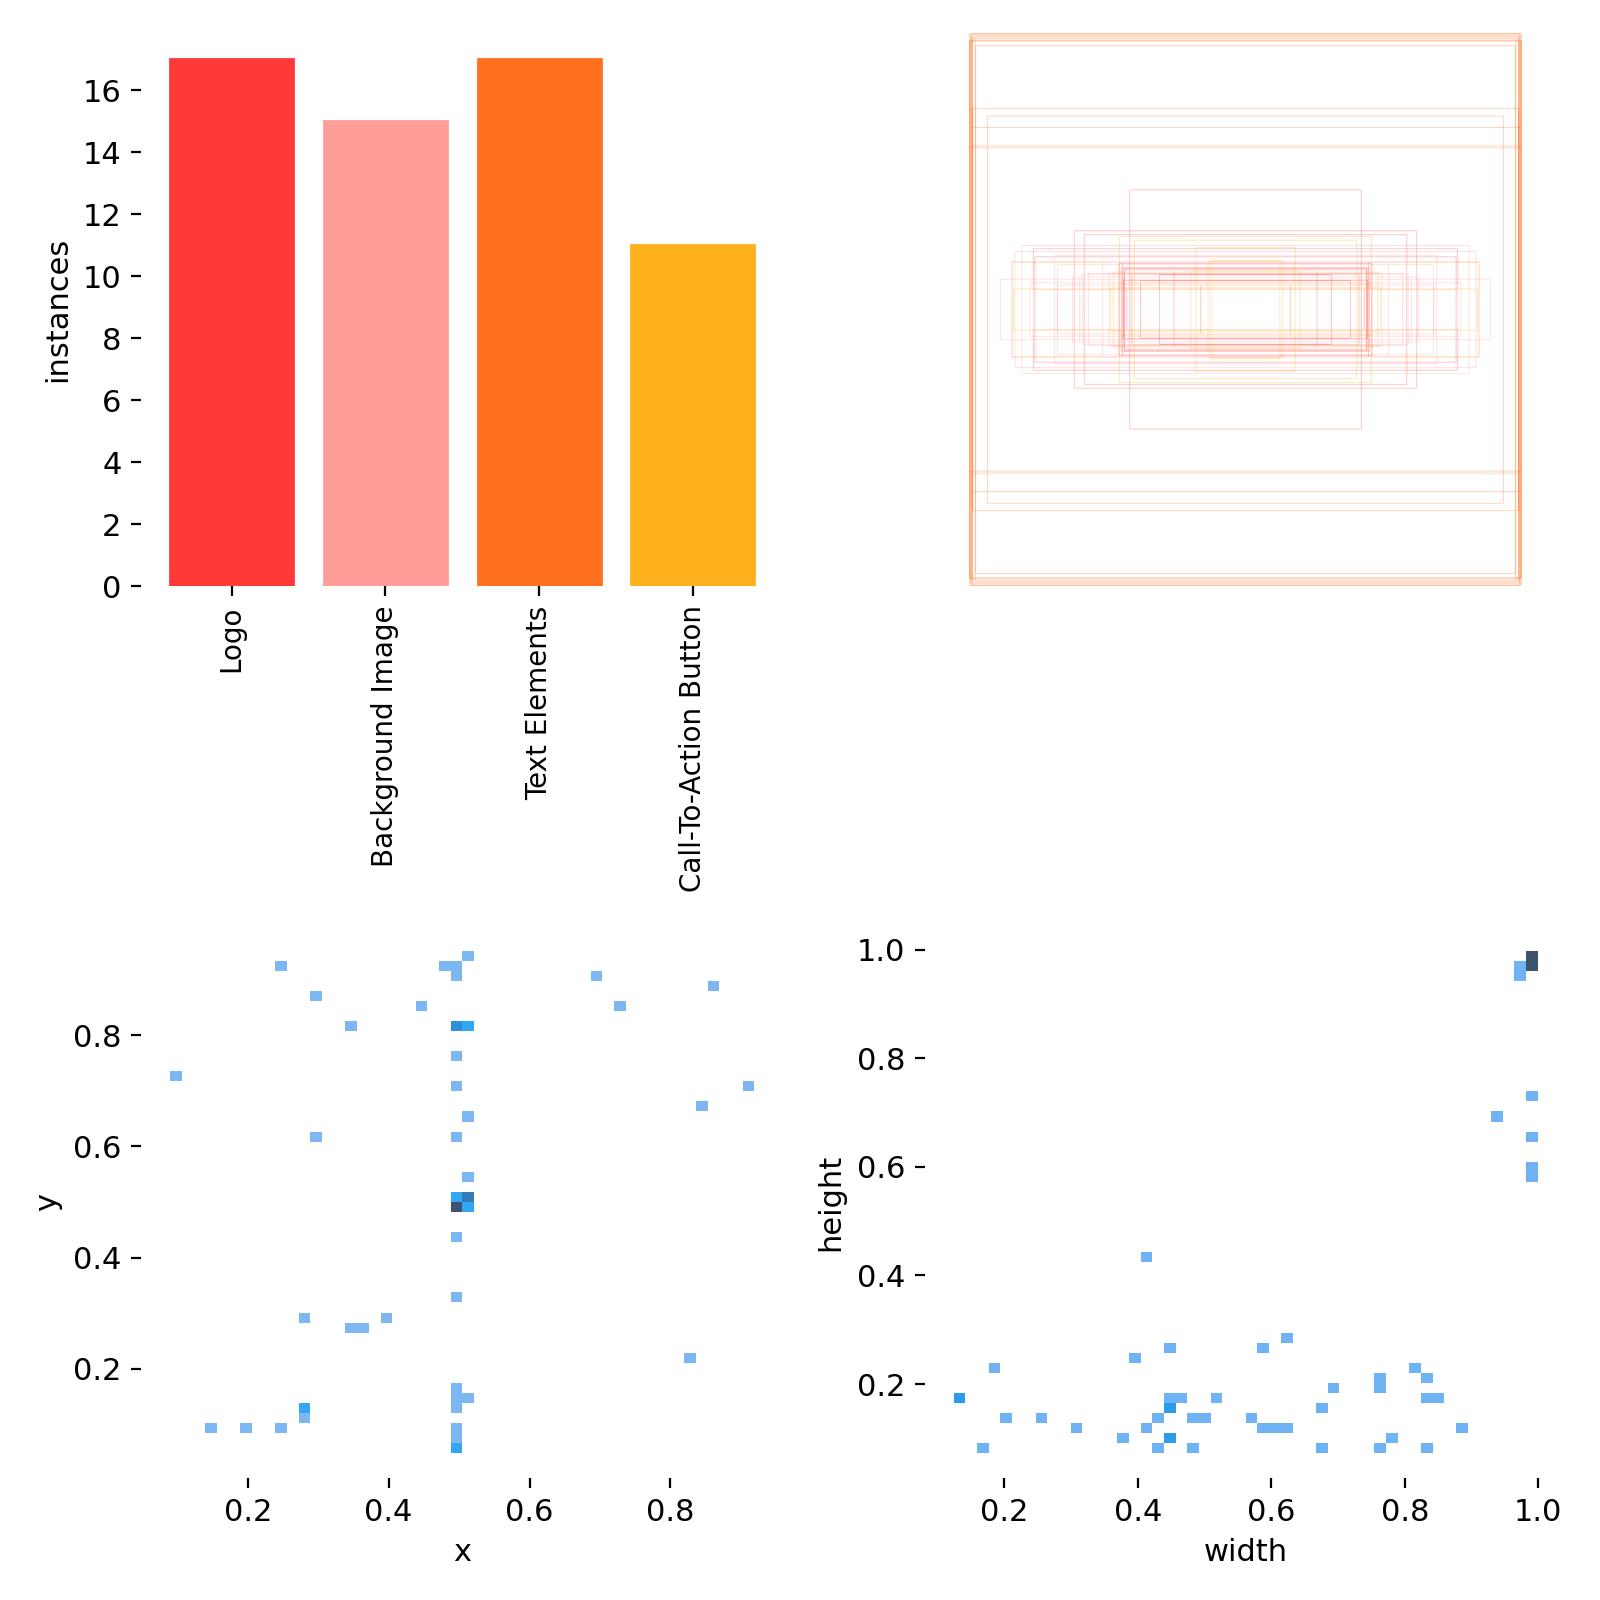 instances
16
14
12
10
8
6
4
2
0
Logo
Background Image
Text Elements
Call-To-Action Button
y
0.8
0.6
0.4
0.2
0.2 0.4 0.6 0.8
x
height
1.0
0.8
0.6
0.4
0.2
0.2 0.4 0.6 0.8 1.0
width